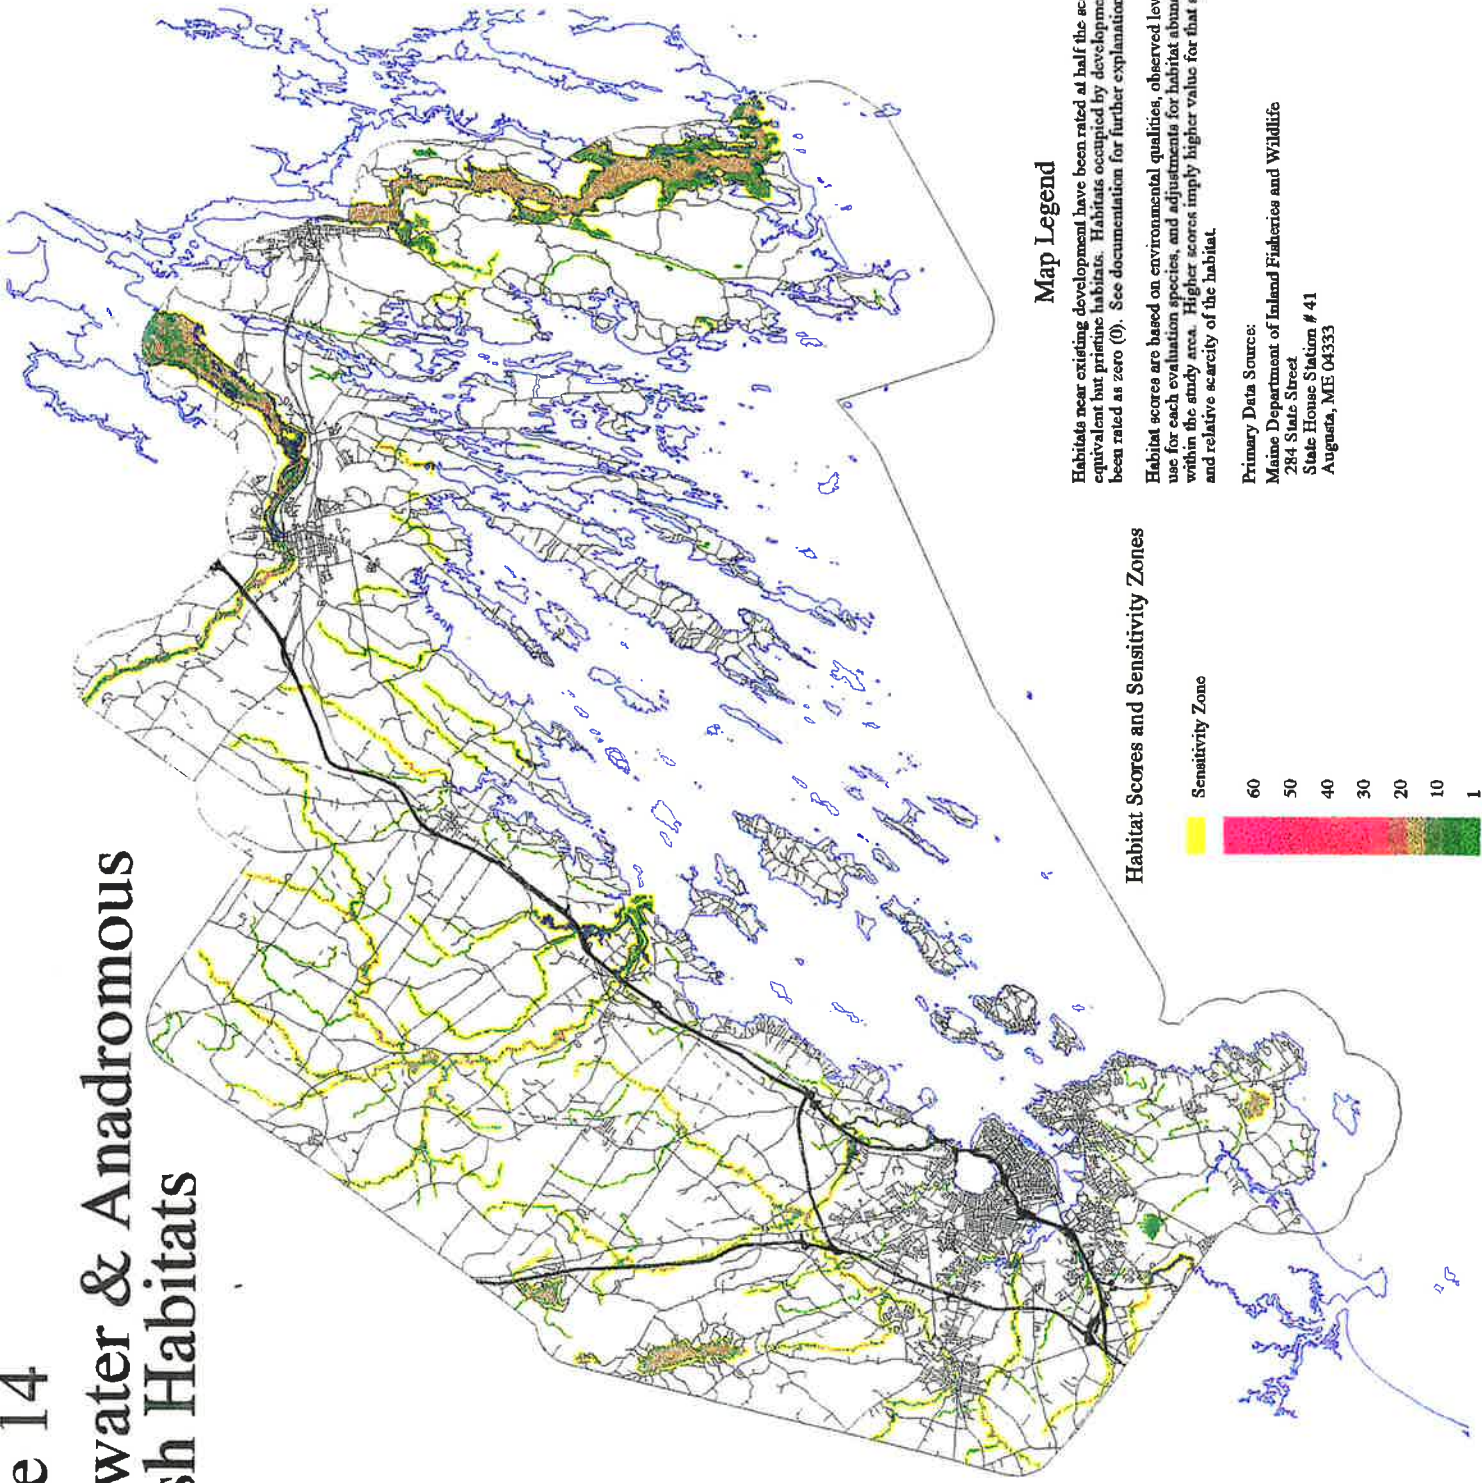 e 14
water & Anadromous
sh Habitats
Map Legend
Habitats near existing development have been rated at half the
equivalent but pristine habitats. Habitats occupied by
been rated as zero (0). See documentation for further explanation
Habitat scores are based on environmental qualities, observed
use for each evaluation species, and adjustments for habitat
within the study area. Higher scores imply higher value for that
and relative scarcity of the habitat.
Primary Data Source:
Maine Department of Inland Fisheries and Wildlife
284 State Street
State House Station # 41
Augusta, ME 04333
Habitat Scores and Sensitivity Zones
Sensitivity Zone
60
50
40
30
20
10
1